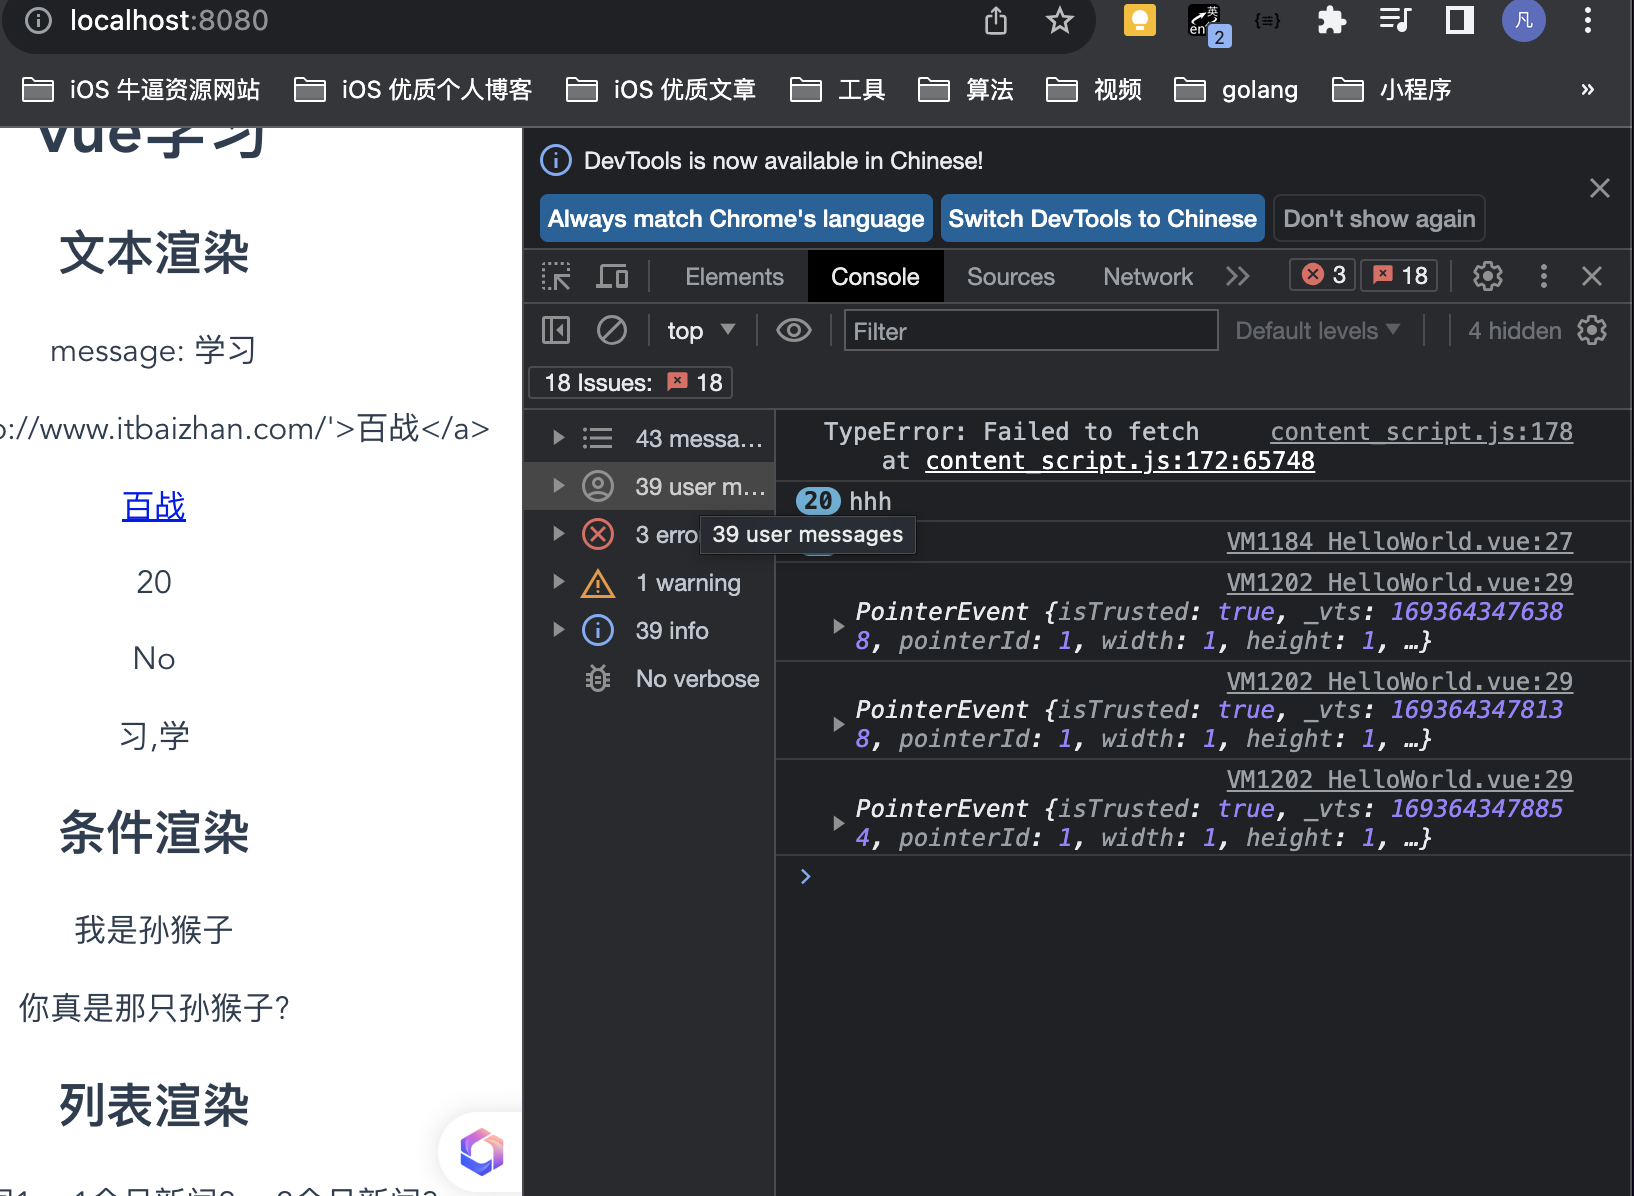 localhost:8080
英
en
2
凡
iOS 牛逼资源网站
iOS 优质个人博客
iOS 优质文章
工具
算法
视频
golang
小程序
»
vue学习
文本渲染
message: 学习
://www.itbaizhan.com/'>百战</a>
百战
20
No
习,学
条件渲染
我是孙猴子
你真是那只孙猴子?
列表渲染
DevTools is now available in Chinese!
Always match Chrome's language
Switch DevTools to Chinese
Don't show again
Elements
Console
Sources
Network
3
18
top
Filter
Default levels
4 hidden
18 Issues:
18
43 messa...
39 user m...
3 erro
39 user messages
1 warning
39 info
No verbose
TypeError: Failed to fetch content_script.js:178
at content_script.js:172:65748
20 hhh
VM1184 HelloWorld.vue:27
VM1202 HelloWorld.vue:29
PointerEvent {isTrusted: true, _vts: 169364347638
8, pointerId: 1, width: 1, height: 1, …}
VM1202 HelloWorld.vue:29
PointerEvent {isTrusted: true, _vts: 169364347813
8, pointerId: 1, width: 1, height: 1, …}
VM1202 HelloWorld.vue:29
PointerEvent {isTrusted: true, _vts: 169364347885
4, pointerId: 1, width: 1, height: 1, …}